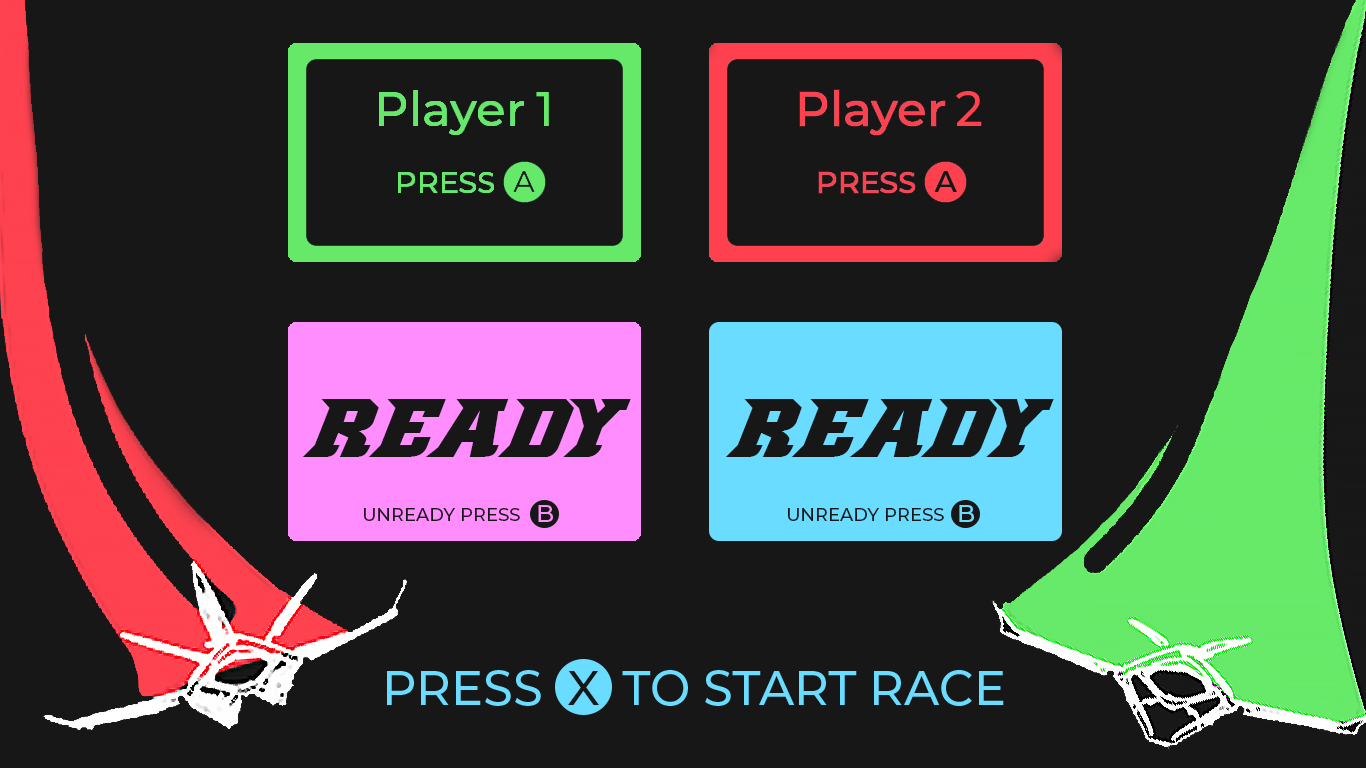 Player 1
PRESS A
Player 2
PRESS A
READY
UNREADY PRESS B
READY
UNREADY PRESS B
PRESS X TO START RACE